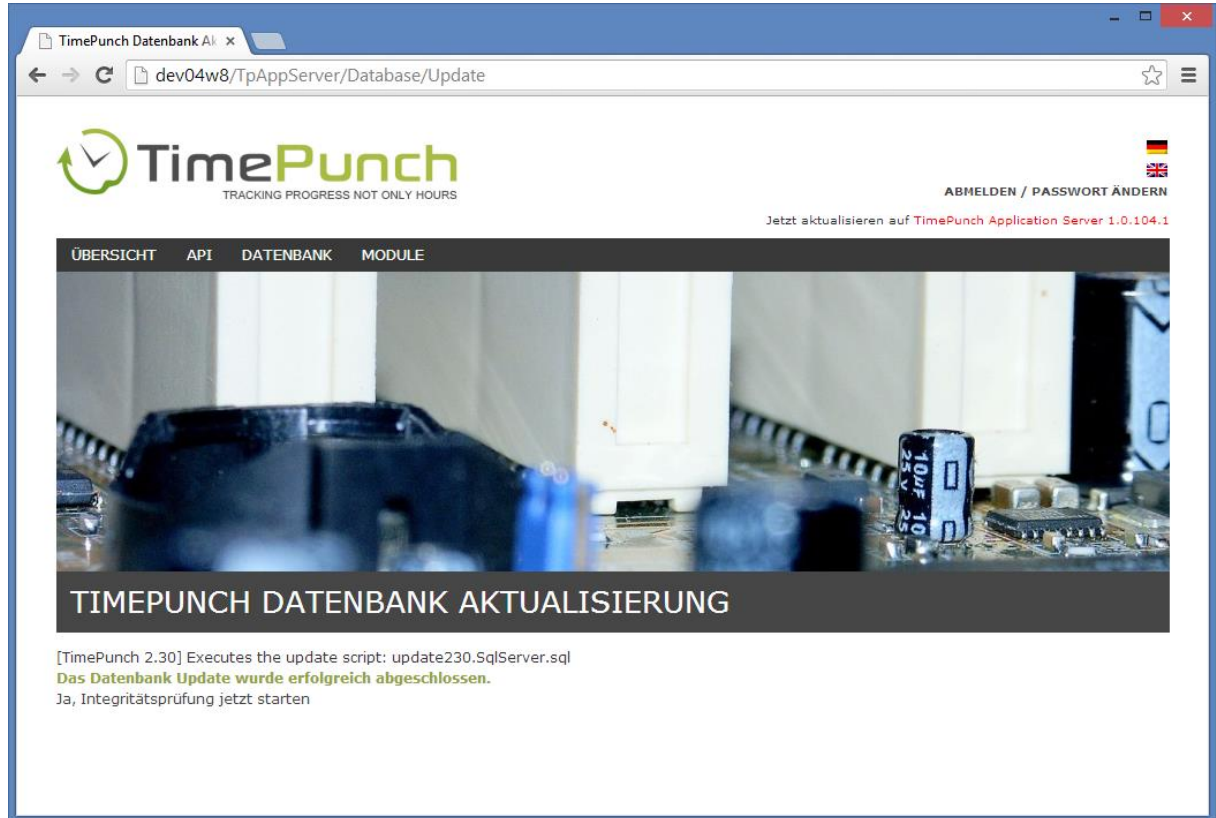 TimePunch Datenbank Ak
dev04w8/TpAppServer/Database/Update
TimePunch
TRACKING PROGRESS NOT ONLY HOURS
ABMELDEN / PASSWORT ÄNDERN
Jetzt aktualisieren auf TimePunch Application Server 1.0.104.1
ÜBERSICHT API DATENBANK MODULE
10µF 10
25V 25
TIMEPUNCH DATENBANK AKTUALISIERUNG
[TimePunch 2.30] Executes the update script: update230.SqlServer.sql
Das Datenbank Update wurde erfolgreich abgeschlossen.
Ja, Integritätsprüfung jetzt starten